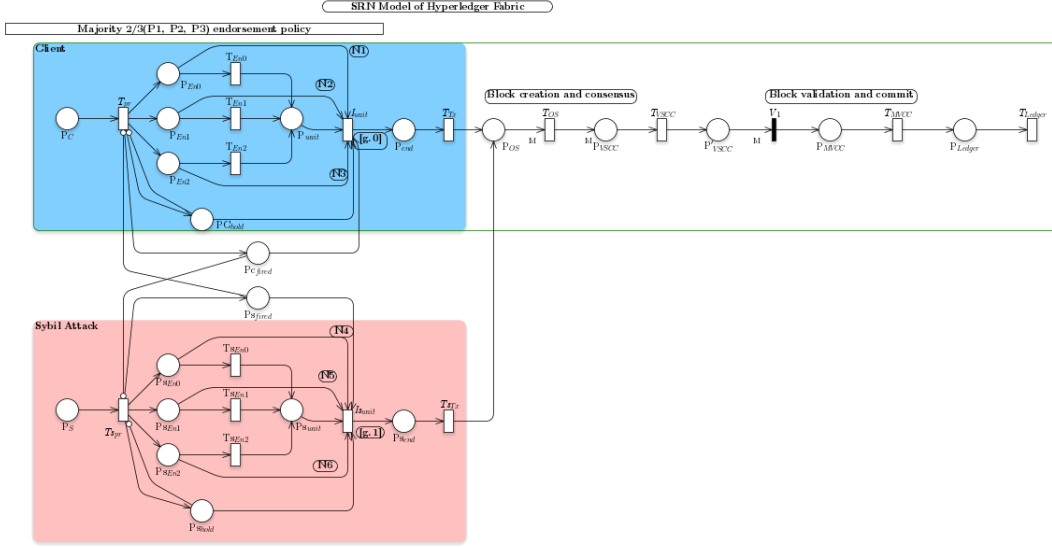 SRN Model of Hyperledger Fabric
Majority 2/3(P1, P2, P3) endorsement policy
Client
N1
T_En0
P_En0
N2
Block creation and consensus
Block validation and commit
T_pr
T_En1
I_unit
T_Tx
T_OS
T_VSCC
V_1
T_MVCC
T_Ledger
P_C
P_En1
P_unit
[g, 0]
P_end
P_OS
M
M
P_VSCC
P'_VSCC
M
P_MVCC
P_Ledger
T_En2
P_En2
N3
PC_hold
Pc_fired
Ps_fired
Sybil Attack
N4
Ts_En0
Ps_En0
N5
Ts_En1
Is_unit
Ts_Tx
P_S
Ts_pr
Ps_En1
Ps_unit
[g, 1]
Ps_end
Ts_En2
Ps_En2
N6
Ps_hold